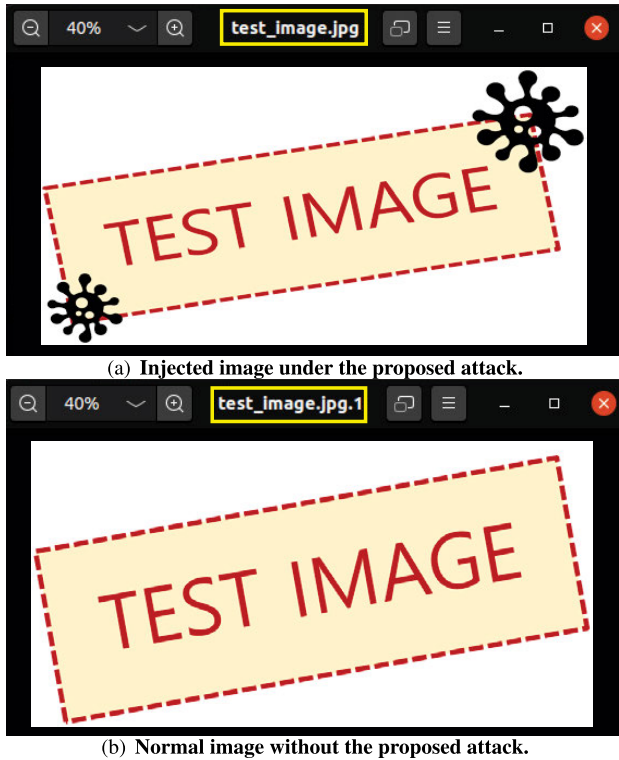 40% test_image.jpg
TEST IMAGE
(a) Injected image under the proposed attack.
40% test_image.jpg.1
TEST IMAGE
(b) Normal image without the proposed attack.